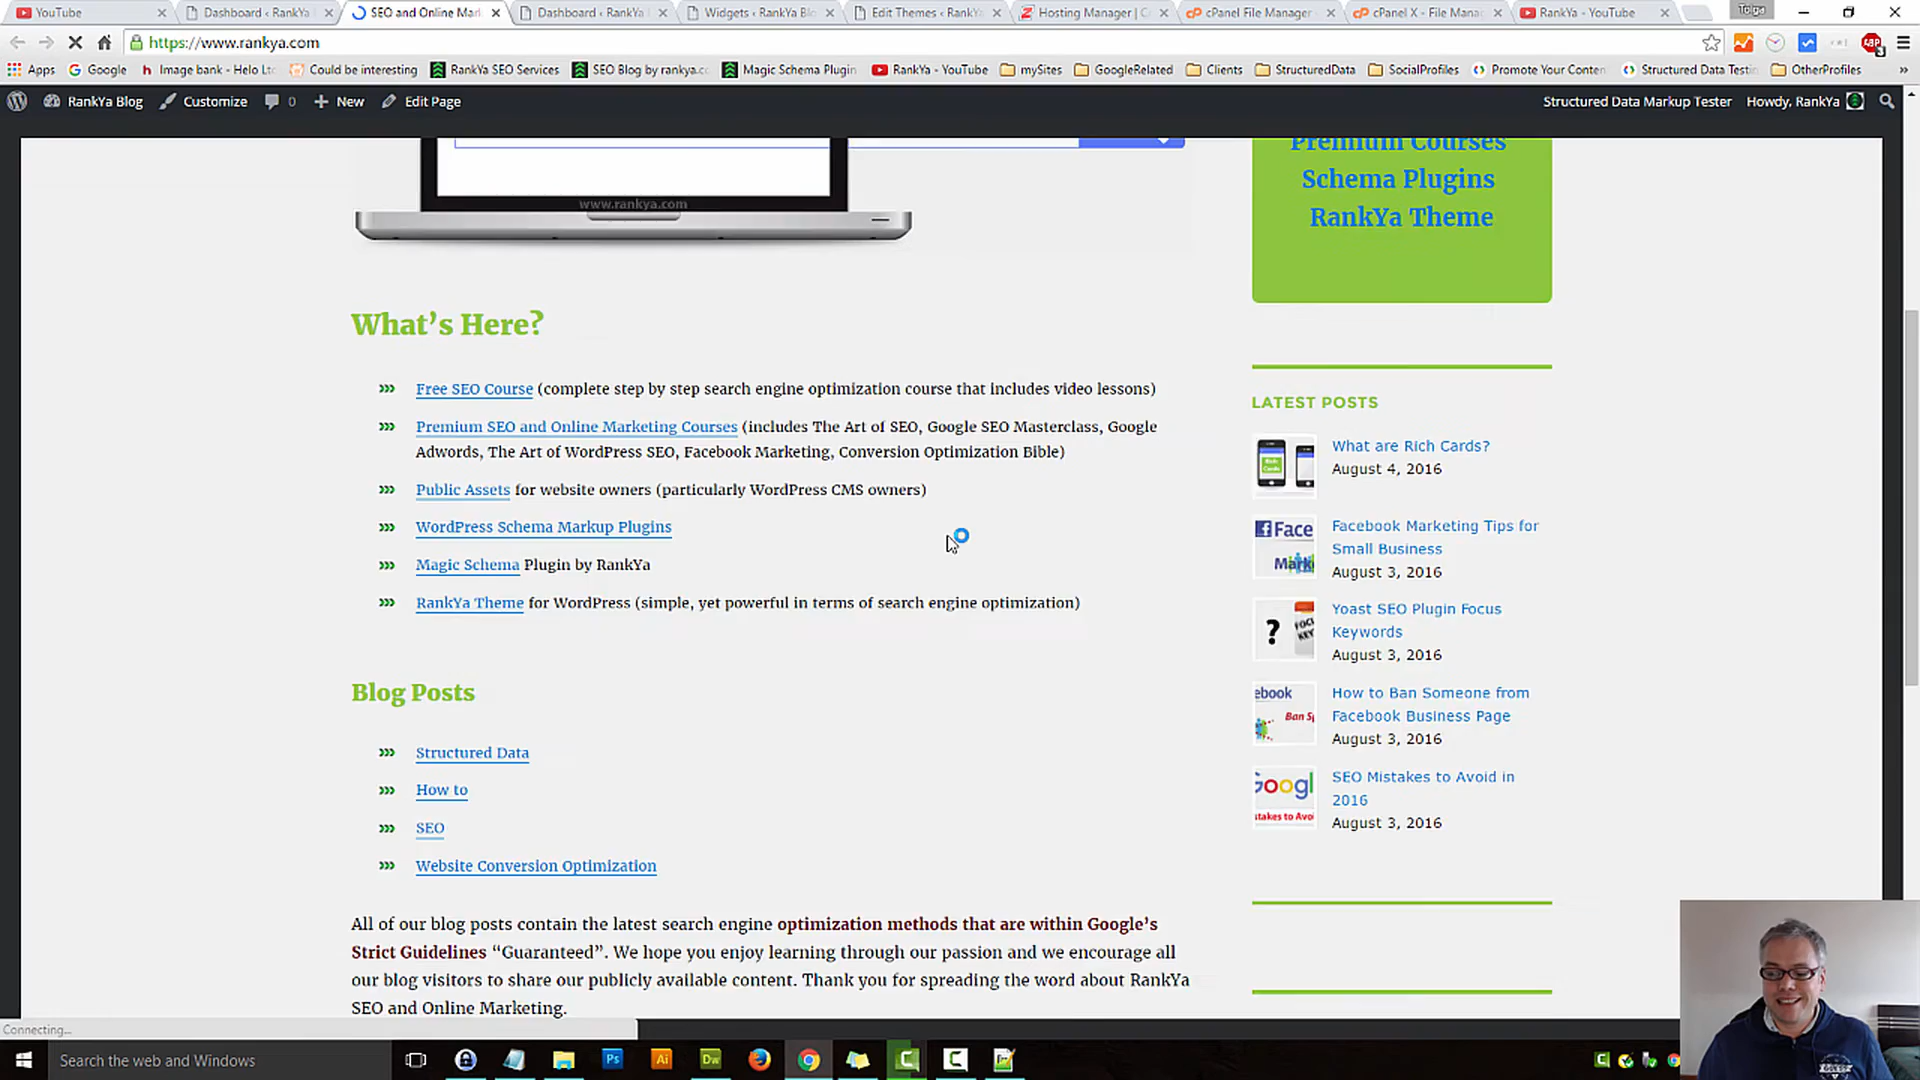 YouTube
Dashboard ‹ RankYa
SEO and Online Mar
Dashboard ‹ RankYa
Widgets ‹ RankYa Blo
Edit Themes ‹ RankYa
Hosting Manager | C
cPanel File Manager
cPanel X - File Mana
RankYa - YouTube
Tolga
https://www.rankya.com
ABP
3
Apps
Google
Image bank - Helo Lt
Could be interesting
RankYa SEO Services
SEO Blog by rankya.c
Magic Schema Plugin
RankYa - YouTube
mySites
GoogleRelated
Clients
StructuredData
SocialProfiles
Promote Your Conten
Structured Data Testi
OtherProfiles
RankYa Blog
Customize
0
New
Edit Page
Structured Data Markup Tester
Howdy, RankYa
www.rankya.com
Premium Courses
Schema Plugins
RankYa Theme
What's Here?
Free SEO Course (complete step by step search engine optimization course that includes video lessons)
Premium SEO and Online Marketing Courses (includes The Art of SEO, Google SEO Masterclass, Google
Adwords, The Art of WordPress SEO, Facebook Marketing, Conversion Optimization Bible)
Public Assets for website owners (particularly WordPress CMS owners)
WordPress Schema Markup Plugins
Magic Schema Plugin by RankYa
RankYa Theme for WordPress (simple, yet powerful in terms of search engine optimization)
Blog Posts
Structured Data
How to
SEO
Website Conversion Optimization
All of our blog posts contain the latest search engine optimization methods that are within Google's
Strict Guidelines “Guaranteed”. We hope you enjoy learning through our passion and we encourage all
our blog visitors to share our publicly available content. Thank you for spreading the word about RankYa
SEO and Online Marketing.
LATEST POSTS
What are Rich Cards?
August 4, 2016
Face
Mark
Facebook Marketing Tips for
Small Business
August 3, 2016
?
Yoast SEO Plugin Focus
Keywords
August 3, 2016
ebook
Ban S
How to Ban Someone from
Facebook Business Page
August 3, 2016
Googl
stakes to Avoi
SEO Mistakes to Avoid in
2016
August 3, 2016
Connecting...
Search the web and Windows
Ps
Ai
Dw